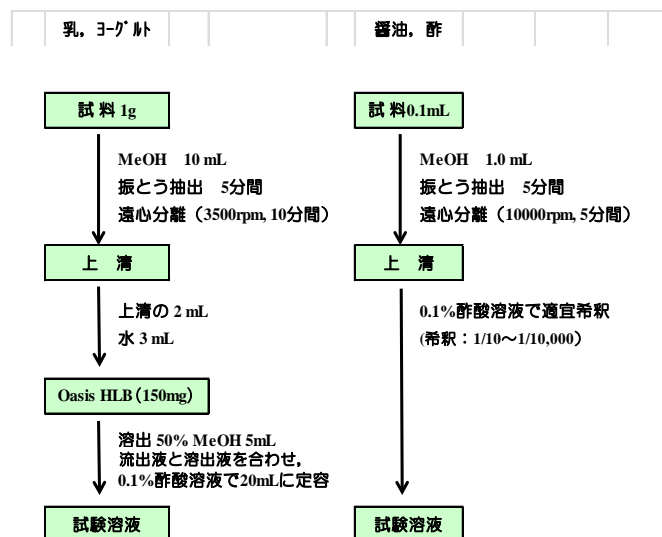 乳，ﾖｰｸﾞﾙﾄ
試 料 1g
MeOH　10 mL
振とう抽出　5分間
遠心分離（3500rpm, 10分間）
上　清
上清の 2 mL
水 3 mL
Oasis HLB（150mg）
溶出 50% MeOH 5mL
流出液と溶出液を合わせ，
0.1%酢酸溶液で20mLに定容
試験溶液
醤油，酢
試 料0.1mL
MeOH　1.0 mL
振とう抽出　5分間
遠心分離（10000rpm, 5分間）
上　清
0.1%酢酸溶液で適宜希釈
(希釈：1/10～1/10,000）
試験溶液